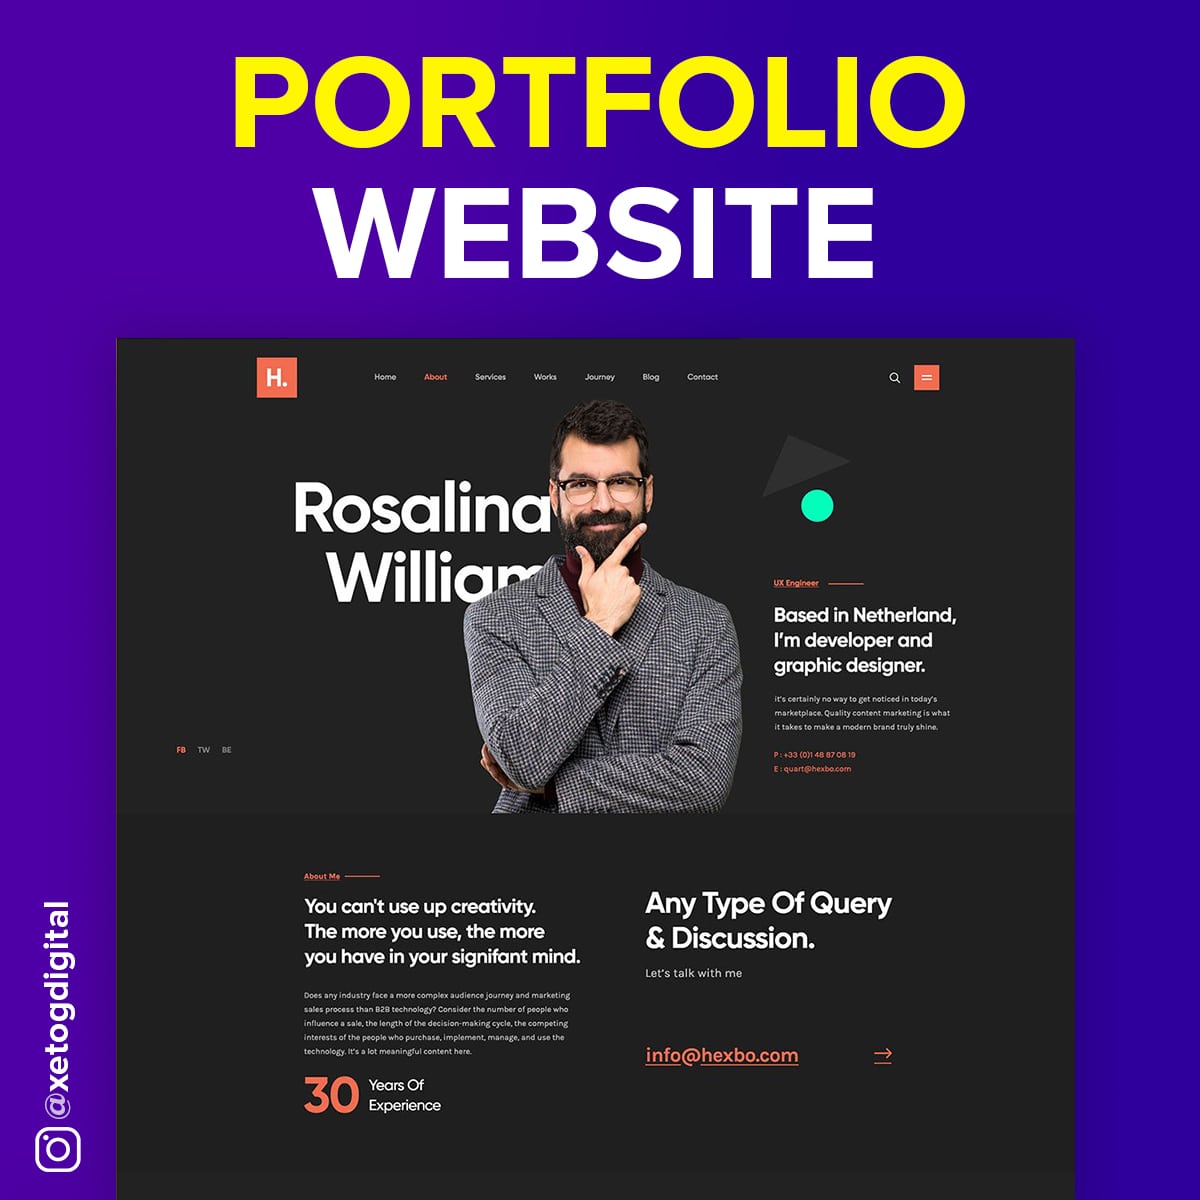 PORTFOLIO
WEBSITE
H.
Home About Services Works Journey Blog Contact
Rosalina
William
UX Engineer
Based in Netherland,
I'm developer and
graphic designer.
it's certainly no way to get noticed in today's
marketplace. Quality content marketing is what
it takes to make a modern brand truly shine.
P : +33 (0)1 48 87 08 19
E : quart@hexbo.com
FB TW BE
About Me
You can't use up creativity.
The more you use, the more
you have in your signifant mind.
Does any industry face a more complex audience journey and marketing
sales process than B2B technology? Consider the number of people who
influence a sale, the length of the decision-making cycle, the competing
interests of the people who purchase, implement, manage, and use the
technology. It's a lot meaningful content here.
30 Years Of
Experience
Any Type Of Query
& Discussion.
Let's talk with me
info@hexbo.com
@xetogdigital